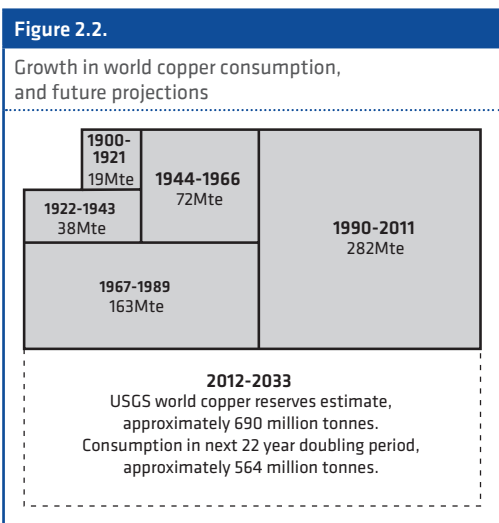 Figure 2.2.
Growth in world copper consumption,
and future projections
1900-
1921
19Mte
1944-1966
72Mte
1922-1943
38Mte
1990-2011
282Mte
1967-1989
163Mte
2012-2033
USGS world copper reserves estimate,
approximately 690 million tonnes.
Consumption in next 22 year doubling period,
approximately 564 million tonnes.